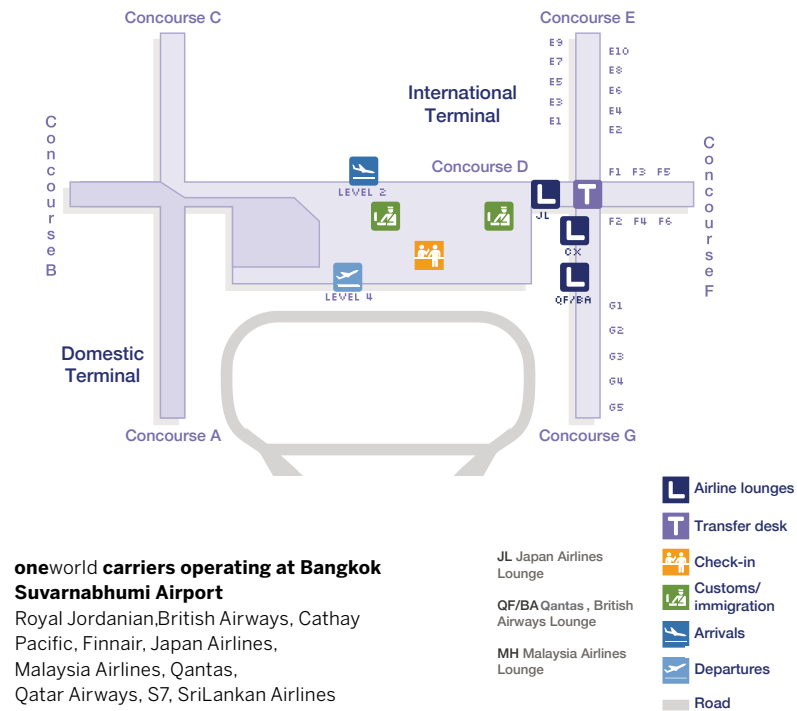 Concourse C
Concourse E
E9
E10
E7
E8
E5
E6
E3
E4
E1
E2
International
Terminal
Concourse B
Concourse D
Concourse F
F1 F3 F5
LEVEL 2
L
T
JL
F2 F4 F6
L
CX
L
QF/BA
LEVEL 4
G1
G2
G3
G4
G5
Domestic
Terminal
Concourse A
Concourse G
L Airline lounges
T Transfer desk
Check-in
Customs/
immigration
Arrivals
Departures
Road
JL Japan Airlines
Lounge
QF/BA Qantas , British
Airways Lounge
MH Malaysia Airlines
Lounge
oneworld carriers operating at Bangkok
Suvarnabhumi Airport
Royal Jordanian,British Airways, Cathay
Pacific, Finnair, Japan Airlines,
Malaysia Airlines, Qantas,
Qatar Airways, S7, SriLankan Airlines